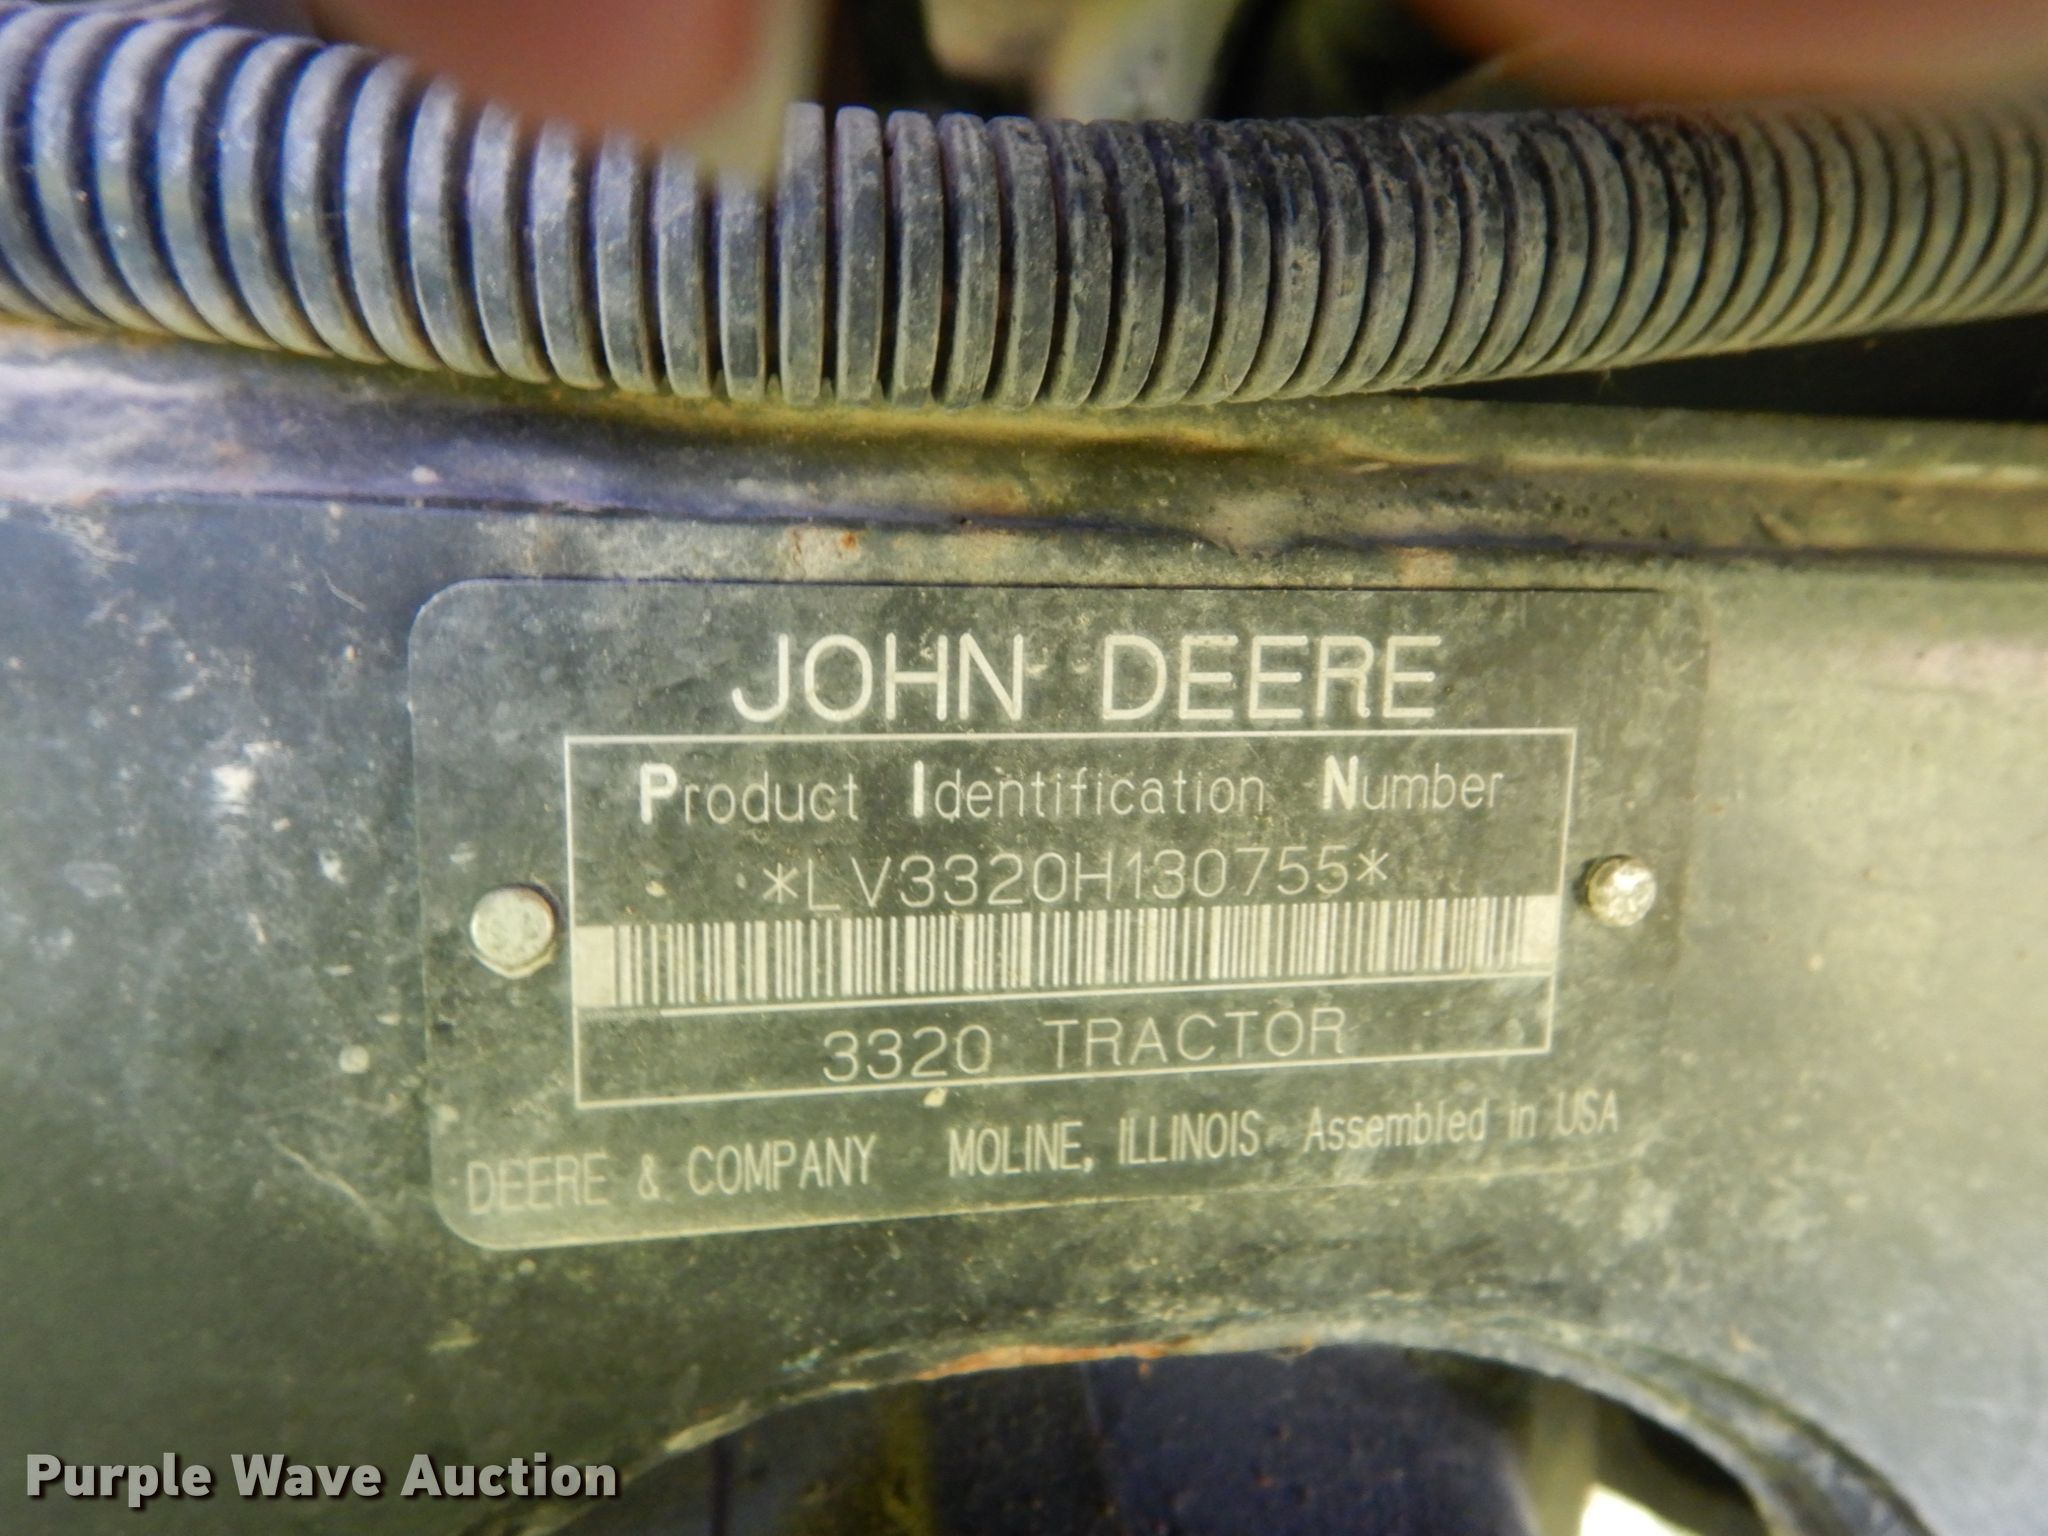 JOHN DEERE
Product Identification Number
*LV3320H130755*
3320 TRACTOR
DEERE & COMPANY MOLINE, ILLINOIS Assembled in USA
Purple Wave Auction